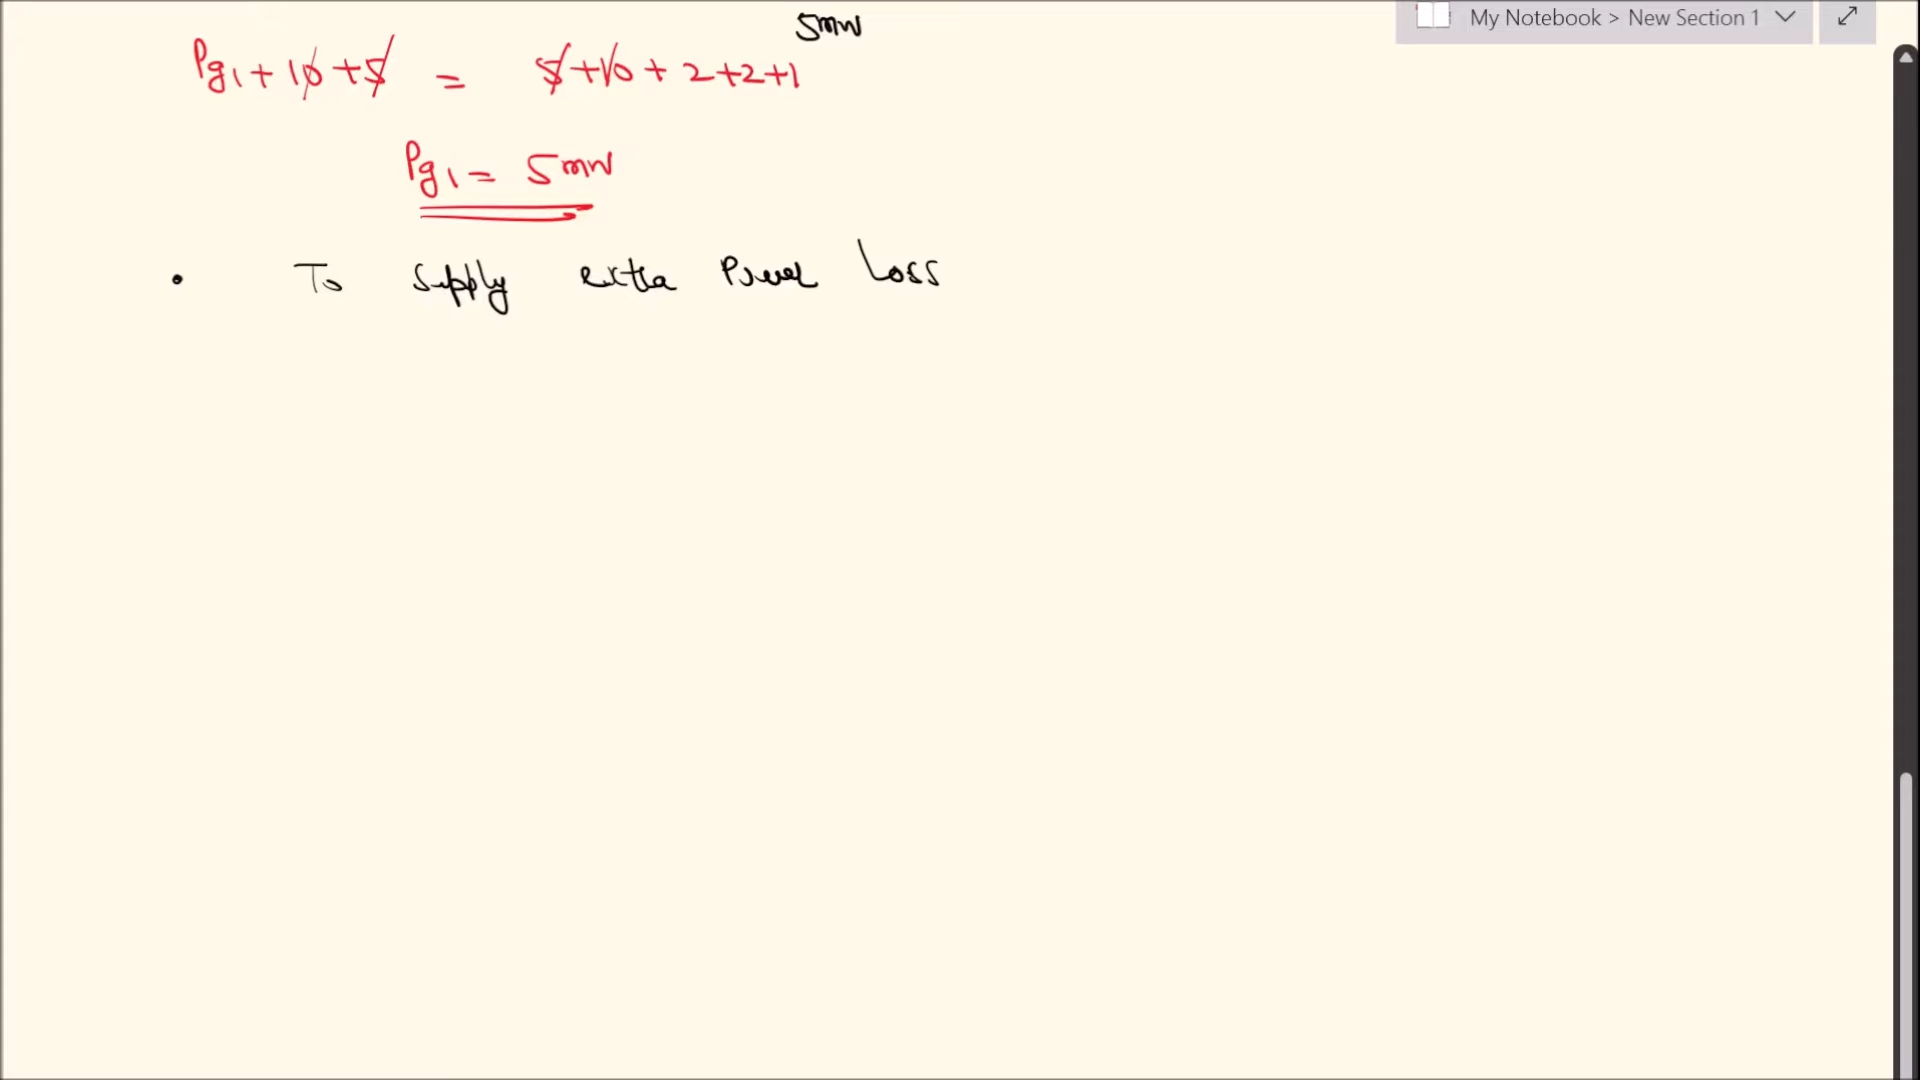 5mw
My Notebook > New Section 1
Pg1 + 10 + 5 = 5 + 10 + 2 + 2 + 1
Pg1 = 5mw
• To supply extra Power Loss